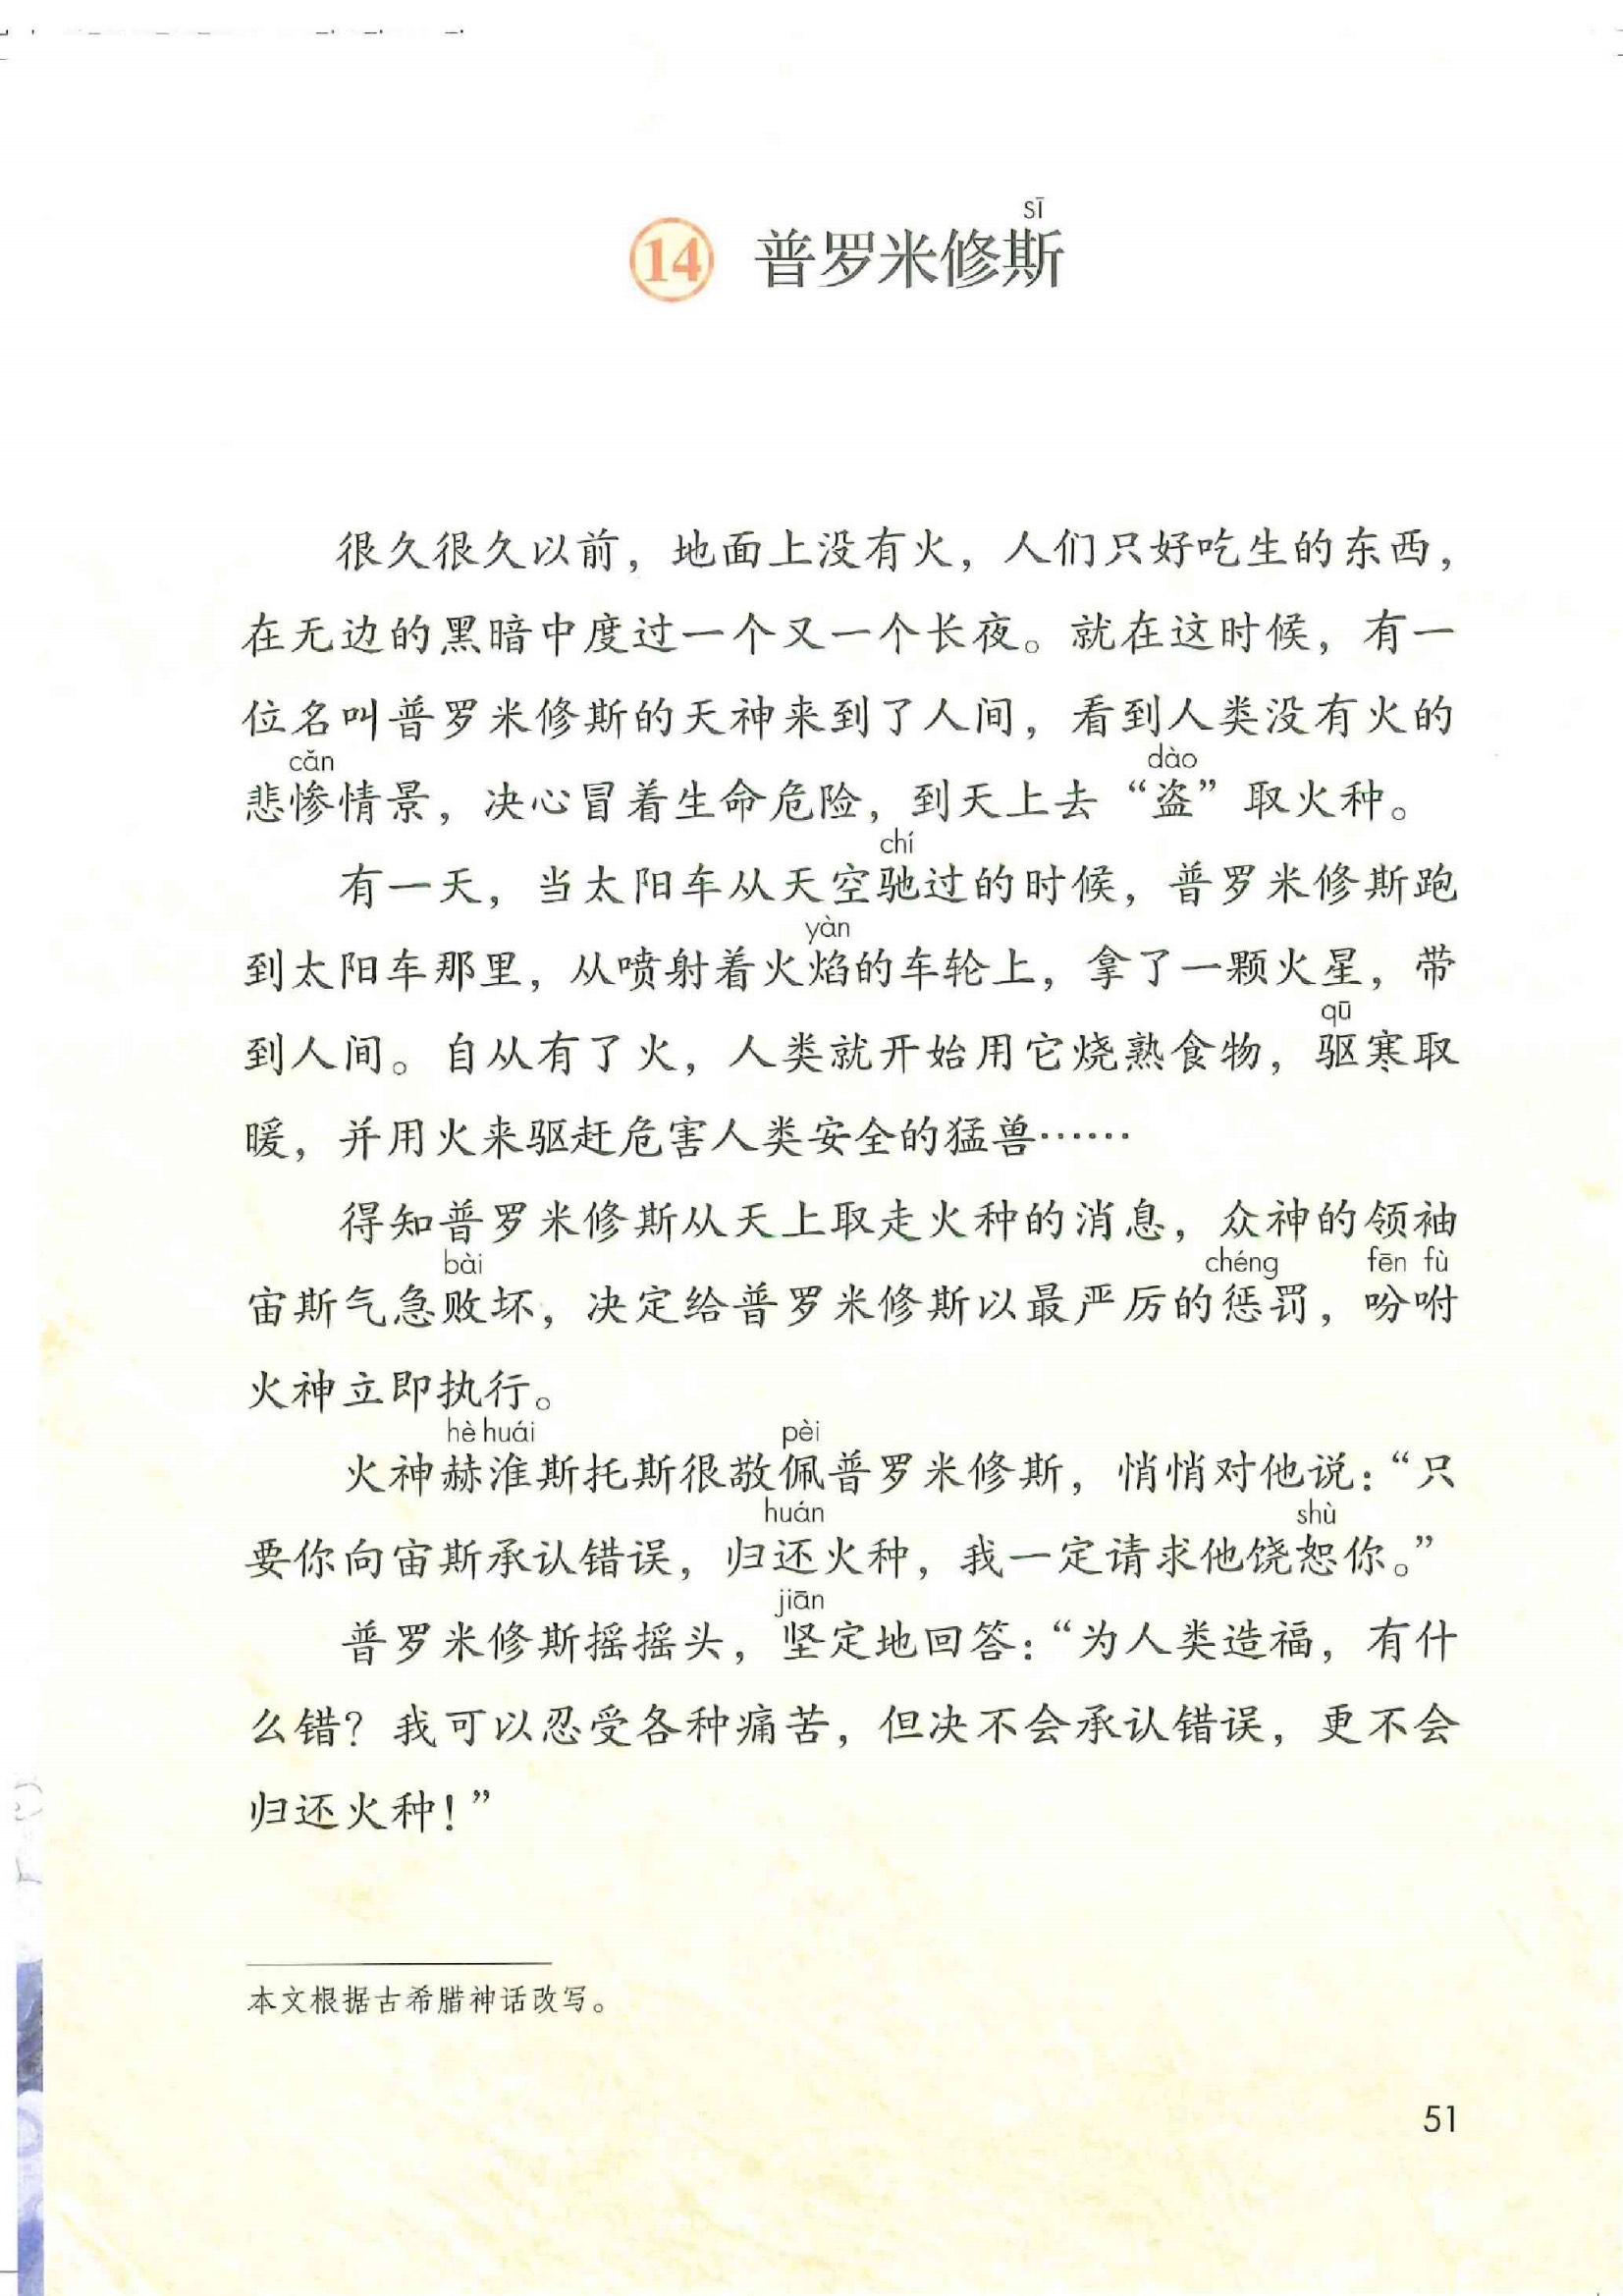 sī
14 普罗米修斯
很久很久以前，地面上没有火，人们只好吃生的东西，
在无边的黑暗中度过一个又一个长夜。就在这时候，有一
位名叫普罗米修斯的天神来到了人间，看到人类没有火的
cǎn dào
悲惨情景，决心冒着生命危险，到天上去“盗”取火种。
chí
有一天，当太阳车从天空驰过的时候，普罗米修斯跑
yàn
到太阳车那里，从喷射着火焰的车轮上，拿了一颗火星，带
qū
到人间。自从有了火，人类就开始用它烧熟食物，驱寒取
暖，并用火来驱赶危害人类安全的猛兽……
得知普罗米修斯从天上取走火种的消息，众神的领袖
bài chéng fēn fù
宙斯气急败坏，决定给普罗米修斯以最严厉的惩罚，吩咐
火神立即执行。
hè huái pèi
火神赫淮斯托斯很敬佩普罗米修斯，悄悄对他说：“只
huán shù
要你向宙斯承认错误，归还火种，我一定请求他饶恕你。”
jiān
普罗米修斯摇摇头，坚定地回答：“为人类造福，有什
么错？我可以忍受各种痛苦，但决不会承认错误，更不会
归还火种！”
本文根据古希腊神话改写。
51